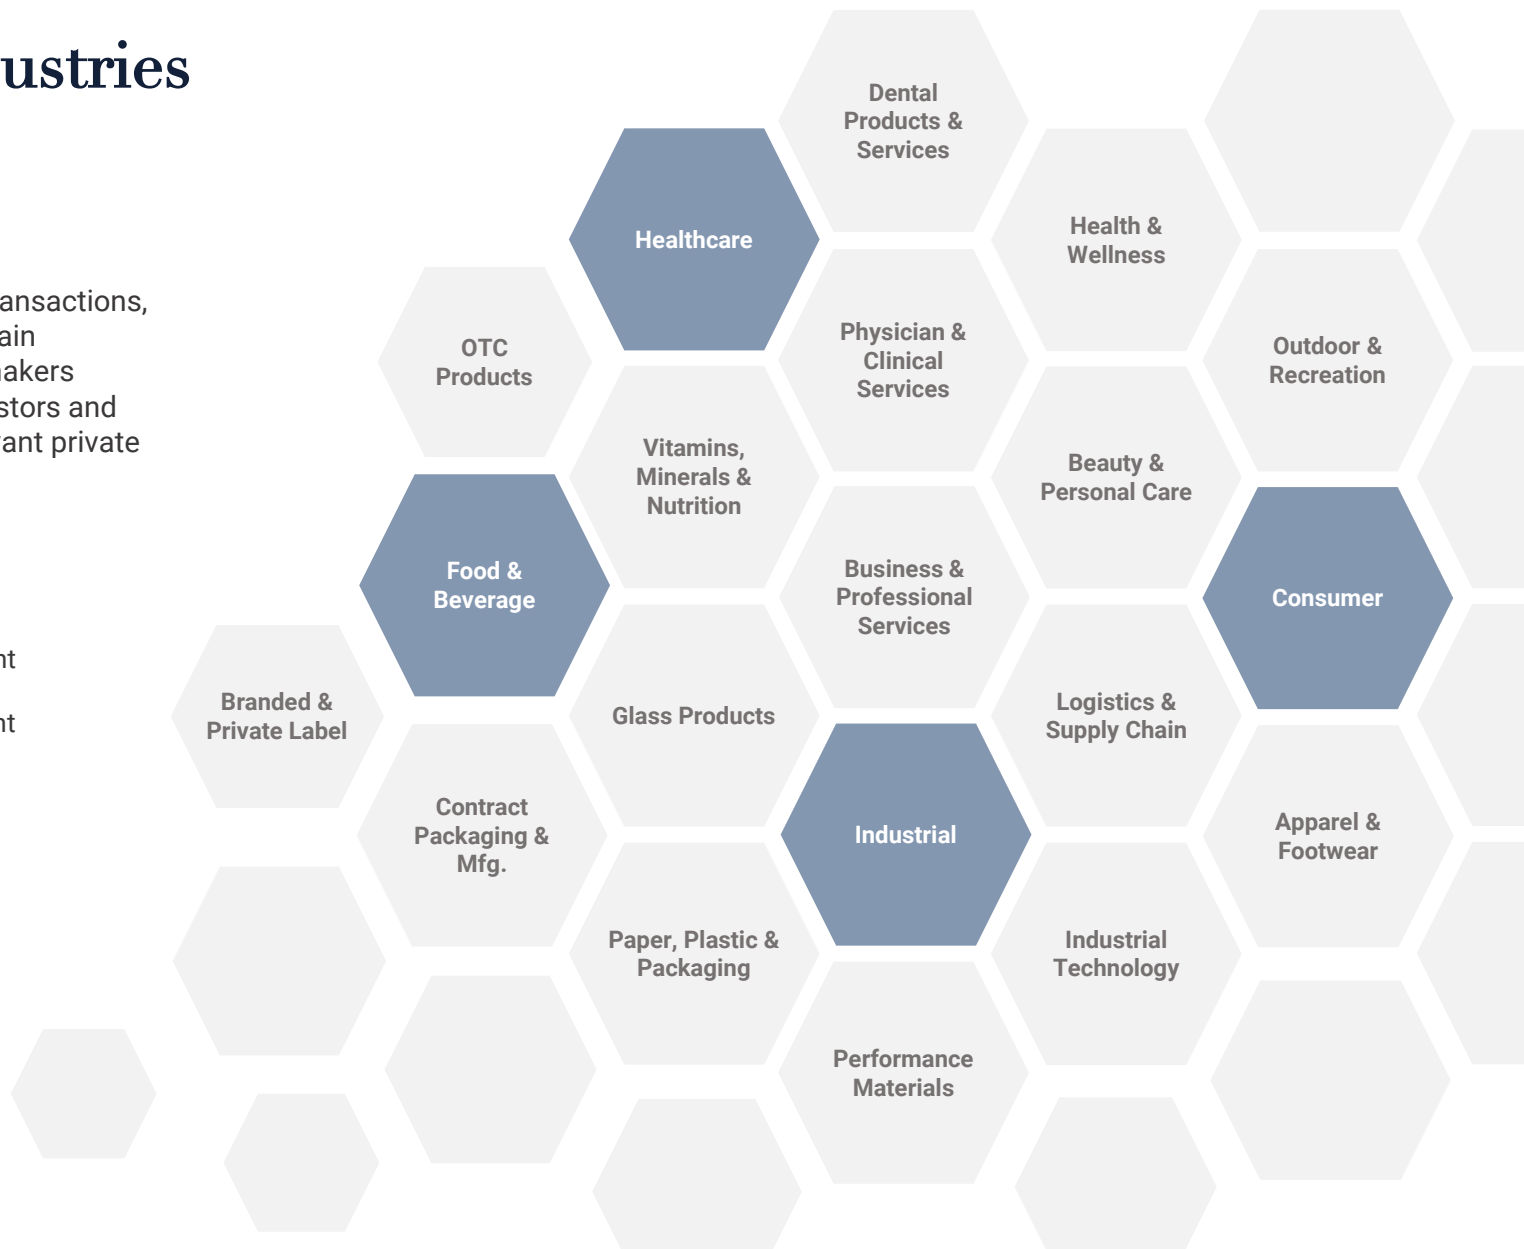 ustries
ansactions,
ain
akers
stors and
ant private
nt
nt
Dental
Products &
Services
Healthcare
Health &
Wellness
OTC
Products
Physician &
Clinical
Services
Outdoor &
Recreation
Vitamins,
Minerals &
Nutrition
Beauty &
Personal Care
Food &
Beverage
Business &
Professional
Services
Consumer
Branded &
Private Label
Glass Products
Logistics &
Supply Chain
Contract
Packaging &
Mfg.
Industrial
Apparel &
Footwear
Paper, Plastic &
Packaging
Industrial
Technology
Performance
Materials